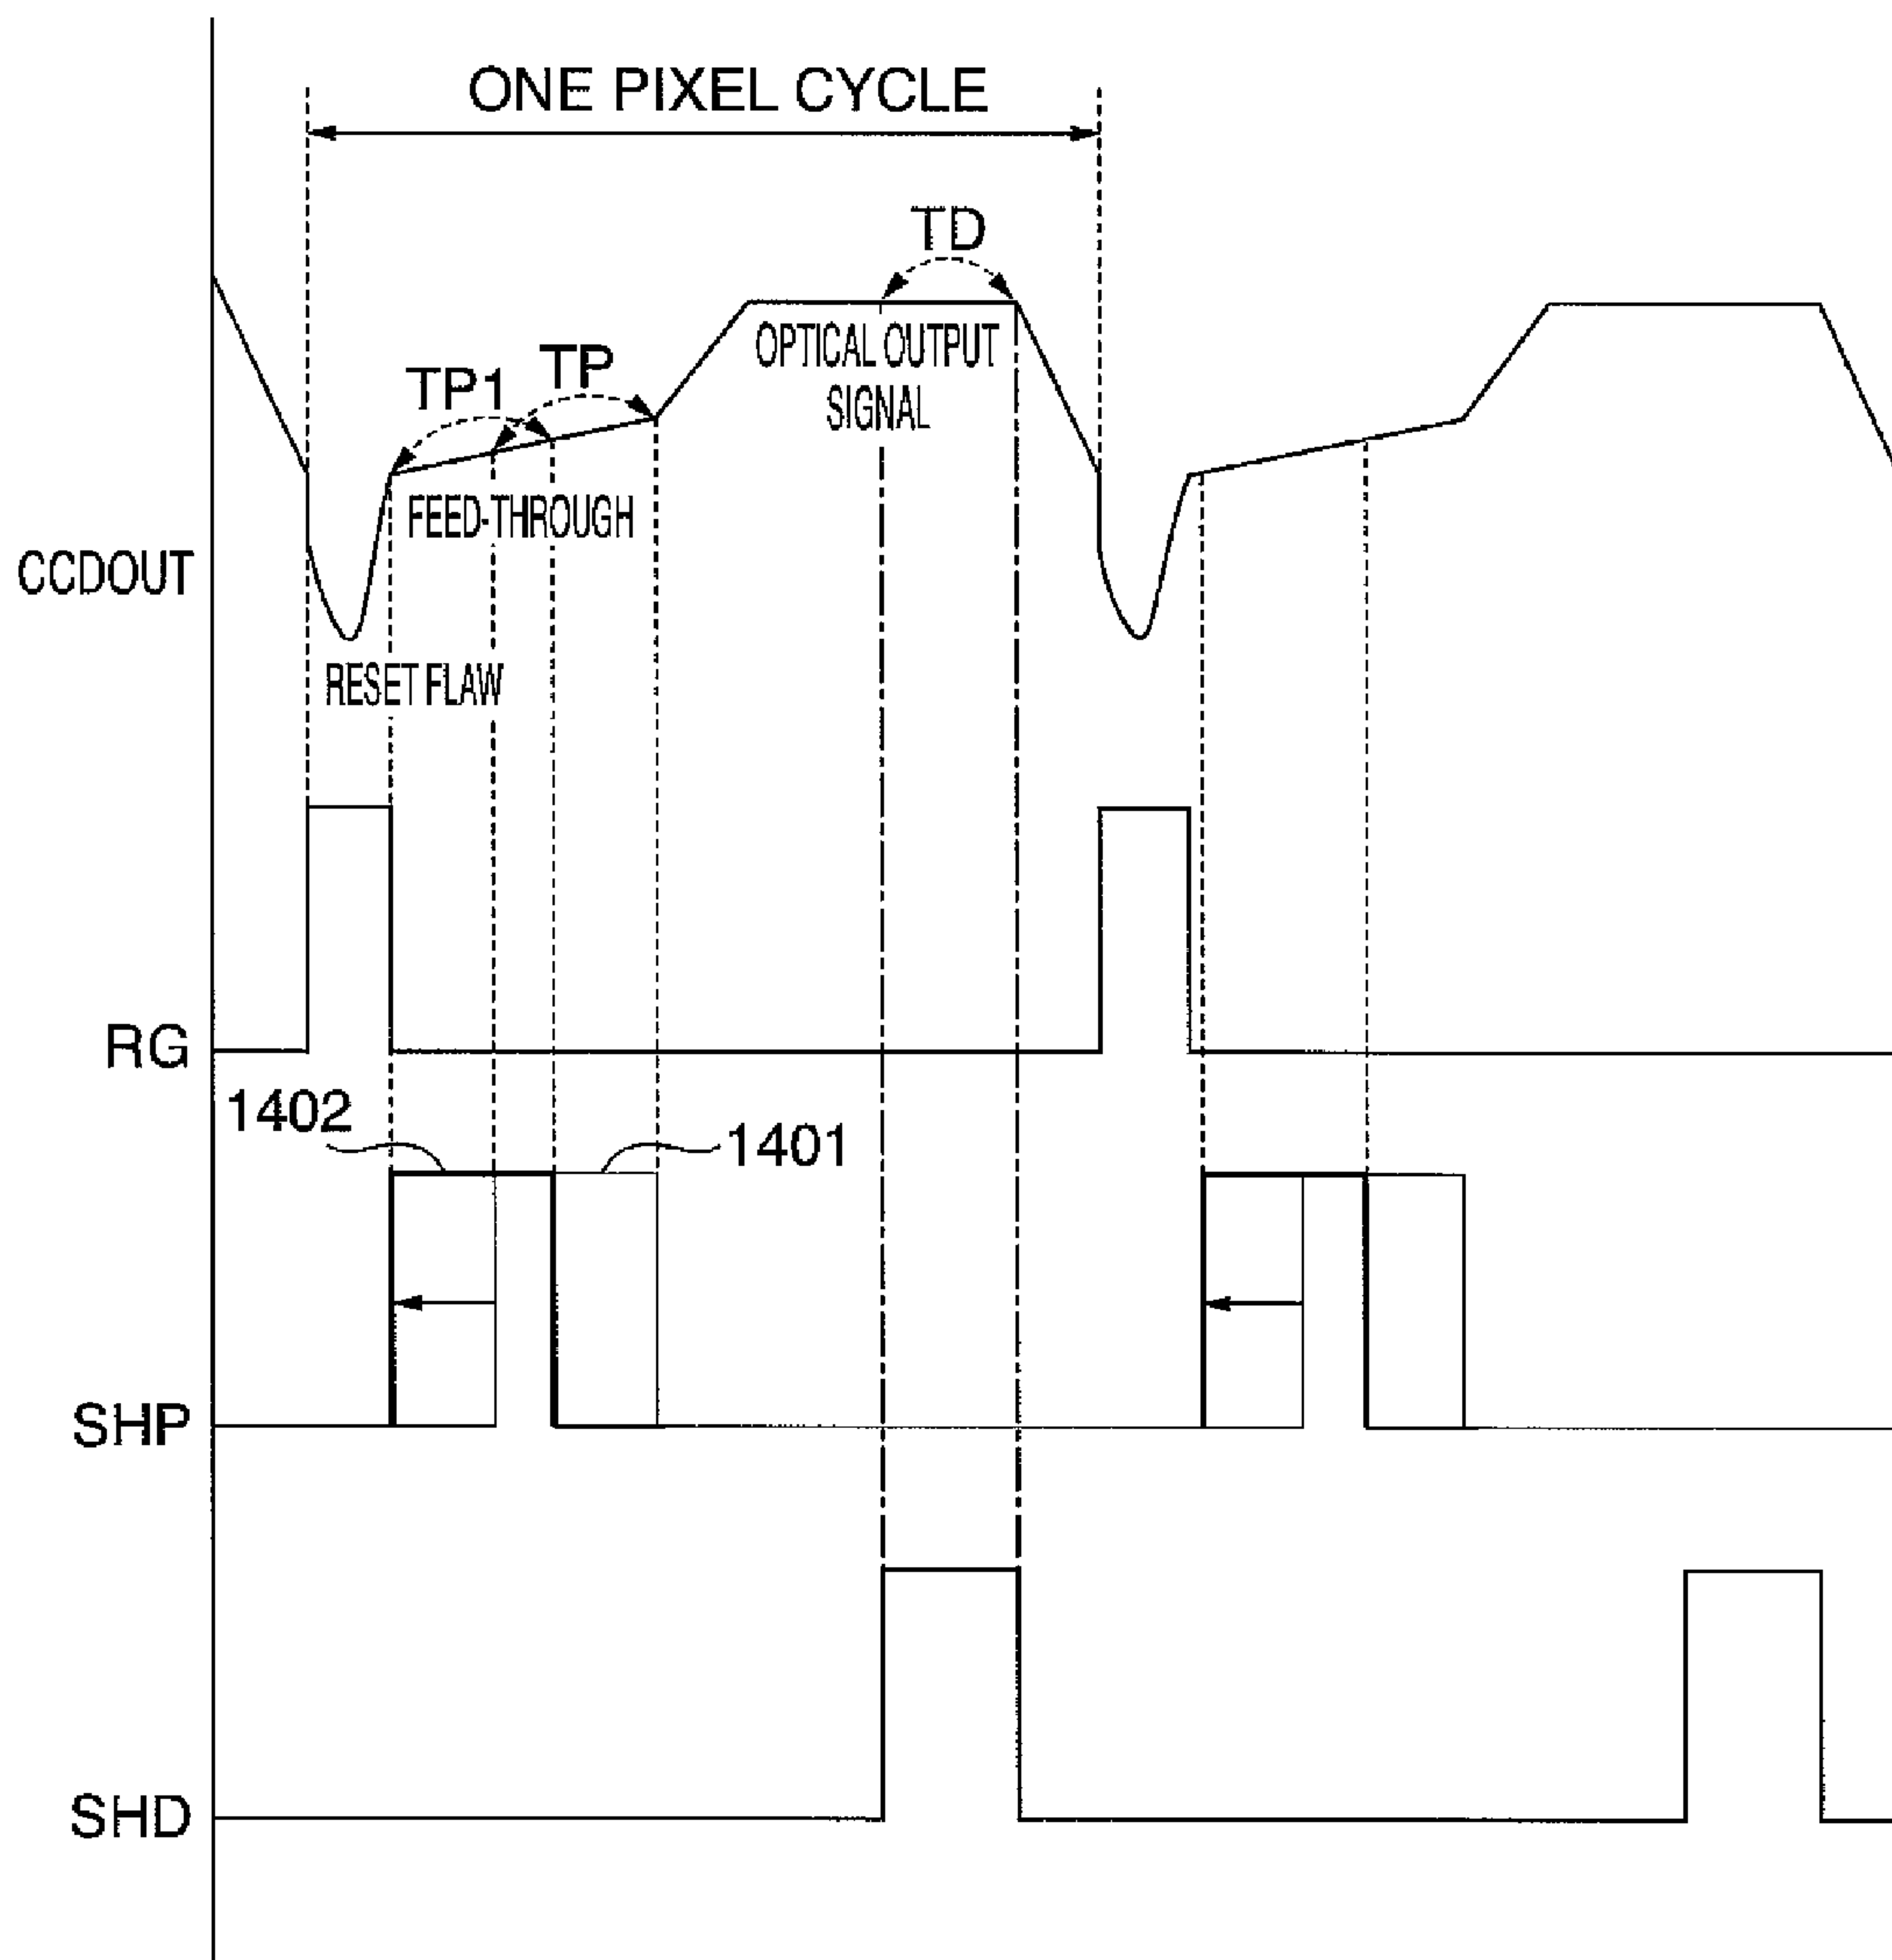 ONE PIXEL CYCLE
TD
OPTICAL OUTPUT
SIGNAL
TP
TP1
FEED-THROUGH
CCDOUT
RESET FLAW
RG
1402
1401
SHP
SHD